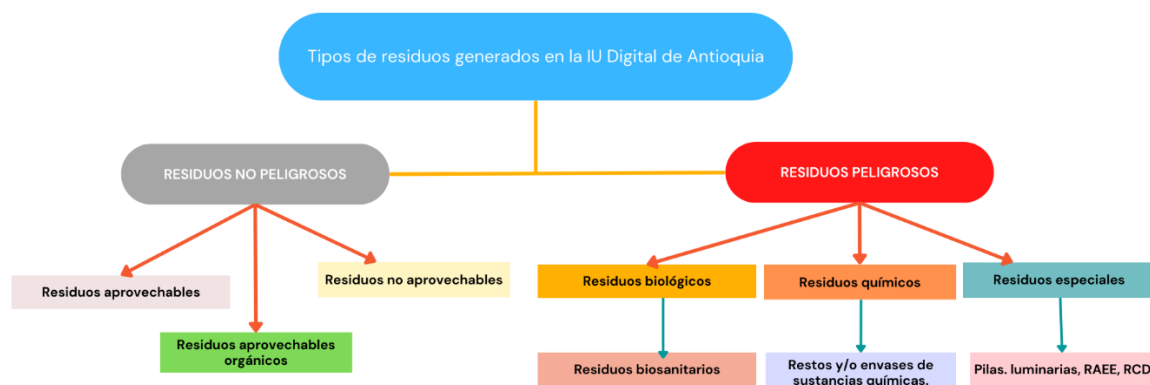 Tipos de residuos generados en la IU Digital de Antioquia
RESIDUOS NO PELIGROSOS
RESIDUOS PELIGROSOS
Residuos aprovechables
Residuos no aprovechables
Residuos aprovechables
orgánicos
Residuos biológicos
Residuos químicos
Residuos especiales
Residuos biosanitarios
Restos y/o envases de
sustancias químicas.
Pilas. luminarias, RAEE, RCD